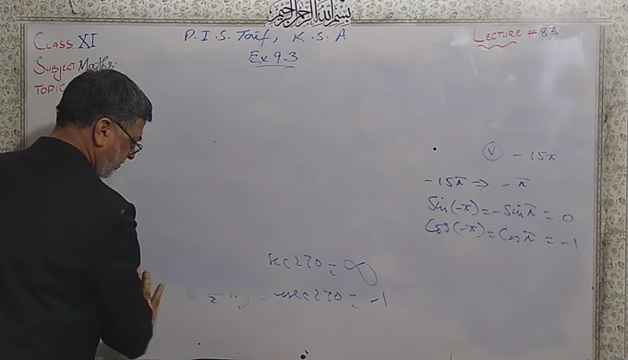 بسم الله الرحمن الرحيم
CLASS XI
P.I.S. Taif, K.S.A
LECTURE # 83
Subject Maths
Ex 9.3
TOPIC
(v) -15π
-15π ⇒ -π
Sin(-π) = -Sin π = 0
Cos(-π) = Cos π = -1
sec 270 = ∞
270 = -1